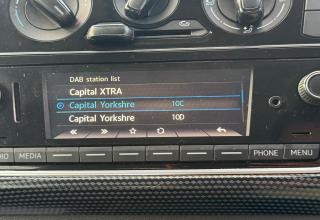 DAB station list
Capital XTRA
Capital Yorkshre 10C
Capital Yorkshre 10D
MEDIA
PHONE MENU